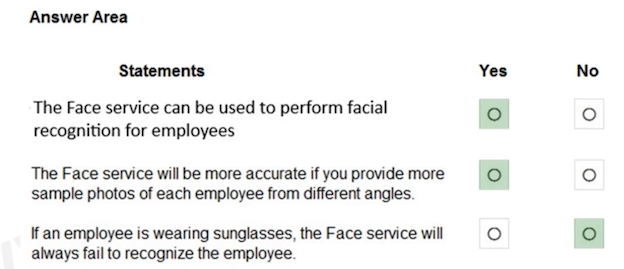 Answer Area
Statements Yes No
The Face service can be used to perform facial
recognition for employees
The Face service will be more accurate if you provide more
sample photos of each employee from different angles.
If an employee is wearing sunglasses, the Face service will
always fail to recognize the employee.